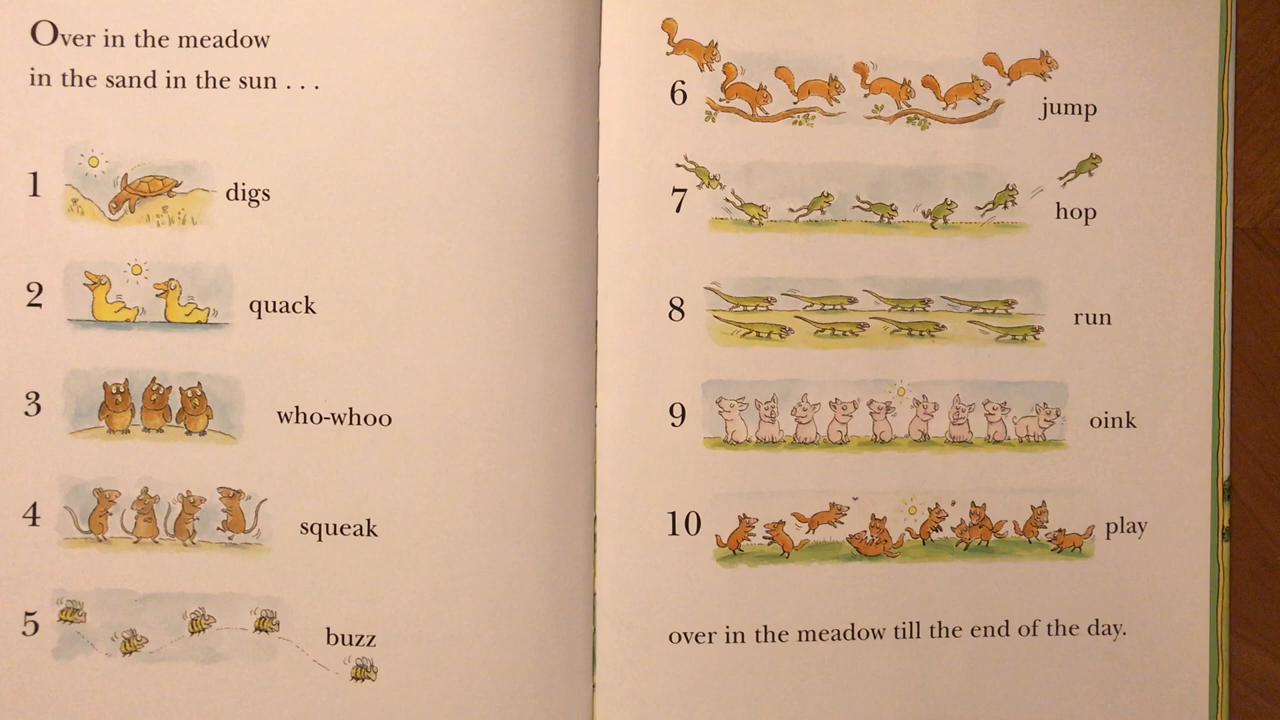 Over in the meadow
in the sand in the sun . . .
1 digs
2 quack
3 who-whoo
4 squeak
5 buzz
6 jump
7 hop
8 run
9 oink
10 play
over in the meadow till the end of the day.